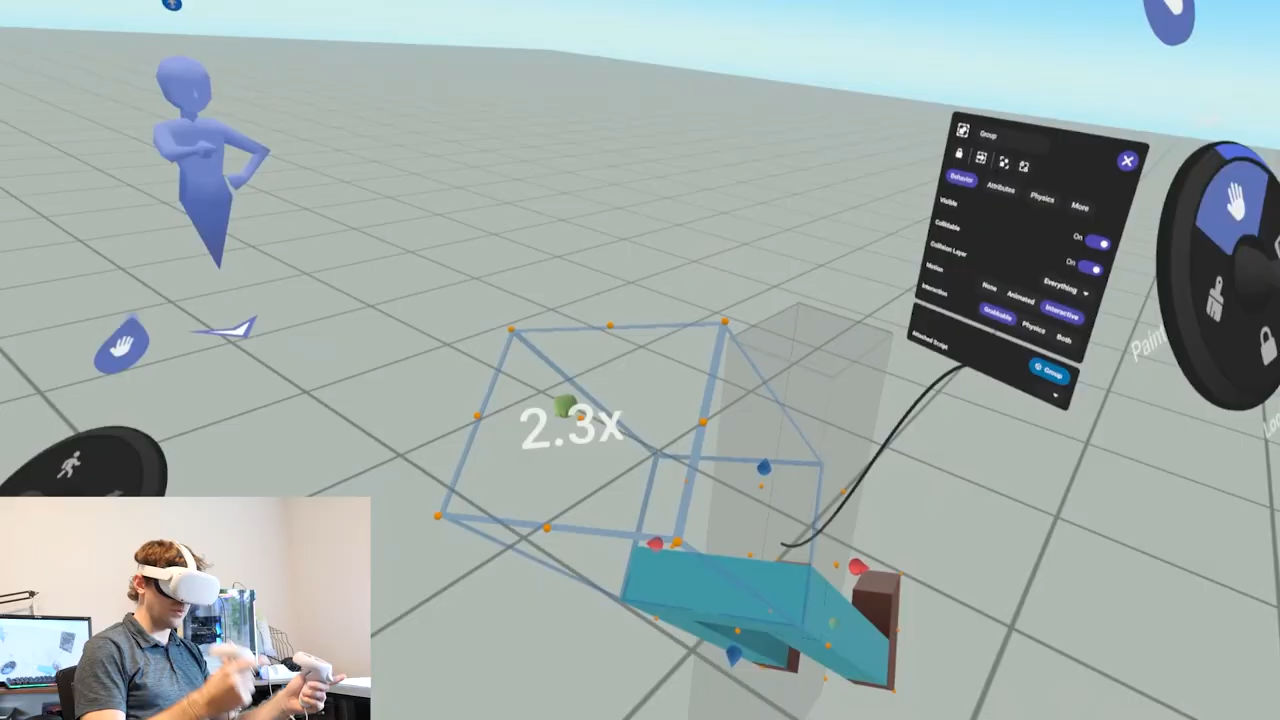 Group
Behavior
Attributes
Physics
More
Visible
On
Collidable
On
Collision Layer
Everything
Motion
None
Animated
Interactive
Interaction
Grabbable
Physics
Both
Attached Script
Group
2.3x